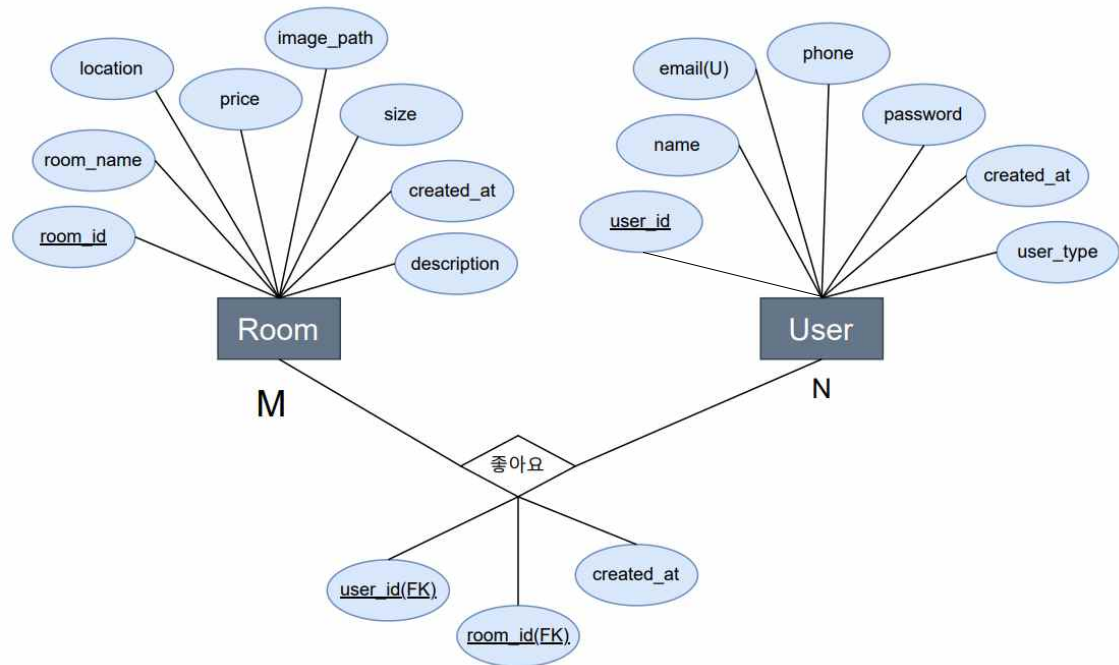 image_path
location
price
size
room_name
created_at
room_id
description
Room
M
phone
email(U)
password
name
created_at
user_id
user_type
User
N
좋아요
user_id(FK)
room_id(FK)
created_at